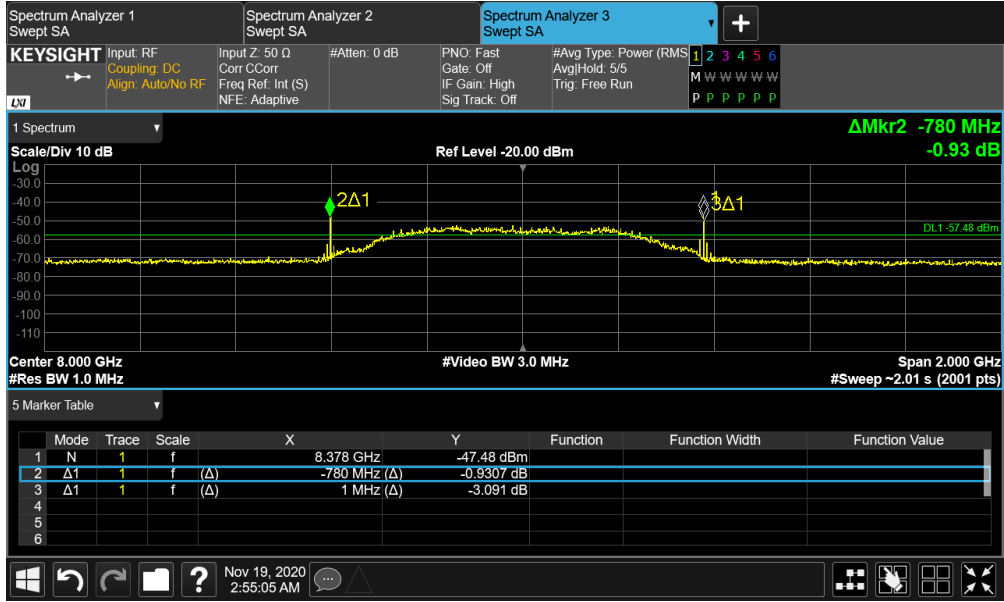 Spectrum Analyzer 1
Swept SA
Spectrum Analyzer 2
Swept SA
Spectrum Analyzer 3
Swept SA
▼
+
KEYSIGHT
LXI
Input: RF
Coupling: DC
Align: Auto/No RF
Input Z: 50 Ω
Corr CCorr
Freq Ref: Int (S)
NFE: Adaptive
#Atten: 0 dB
PNO: Fast
Gate: Off
IF Gain: High
Sig Track: Off
#Avg Type: Power (RMS
Avg|Hold: 5/5
Trig: Free Run
1 2 3 4 5 6
M W W W W W
P P P P P P
1 Spectrum ▼
ΔMkr2 -780 MHz
-0.93 dB
Scale/Div 10 dB
Ref Level -20.00 dBm
Log
-30.0
-40.0
-50.0
-60.0
-70.0
-80.0
-90.0
-100
-110
2Δ1
3Δ1
DL1 -57.48 dBm
Center 8.000 GHz
#Video BW 3.0 MHz
Span 2.000 GHz
#Res BW 1.0 MHz
#Sweep ~2.01 s (2001 pts)
5 Marker Table ▼
Mode Trace Scale X Y Function Function Width Function Value
1 N 1 f 8.378 GHz -47.48 dBm
2 Δ1 1 f (Δ) -780 MHz (Δ) -0.9307 dB
3 Δ1 1 f (Δ) 1 MHz (Δ) -3.091 dB
4
5
6
?
Nov 19, 2020
2:55:05 AM